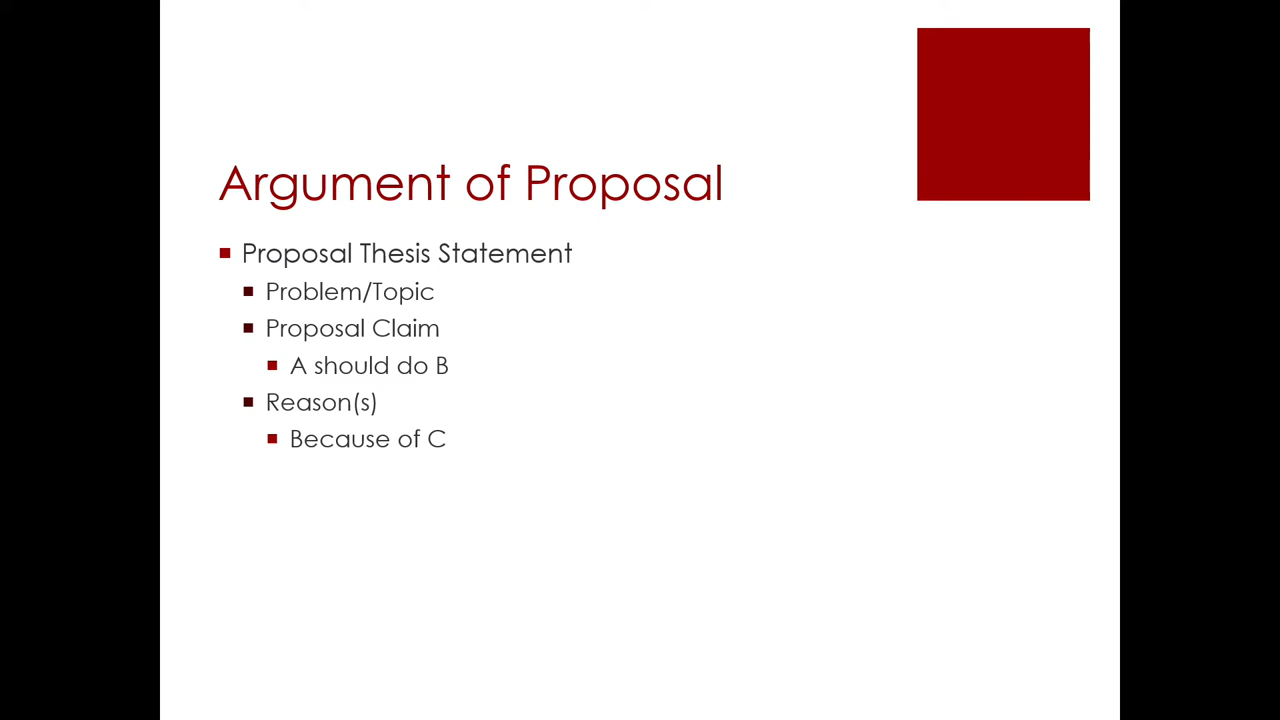 Argument of Proposal
Proposal Thesis Statement
Problem/Topic
Proposal Claim
A should do B
Reason(s)
Because of C